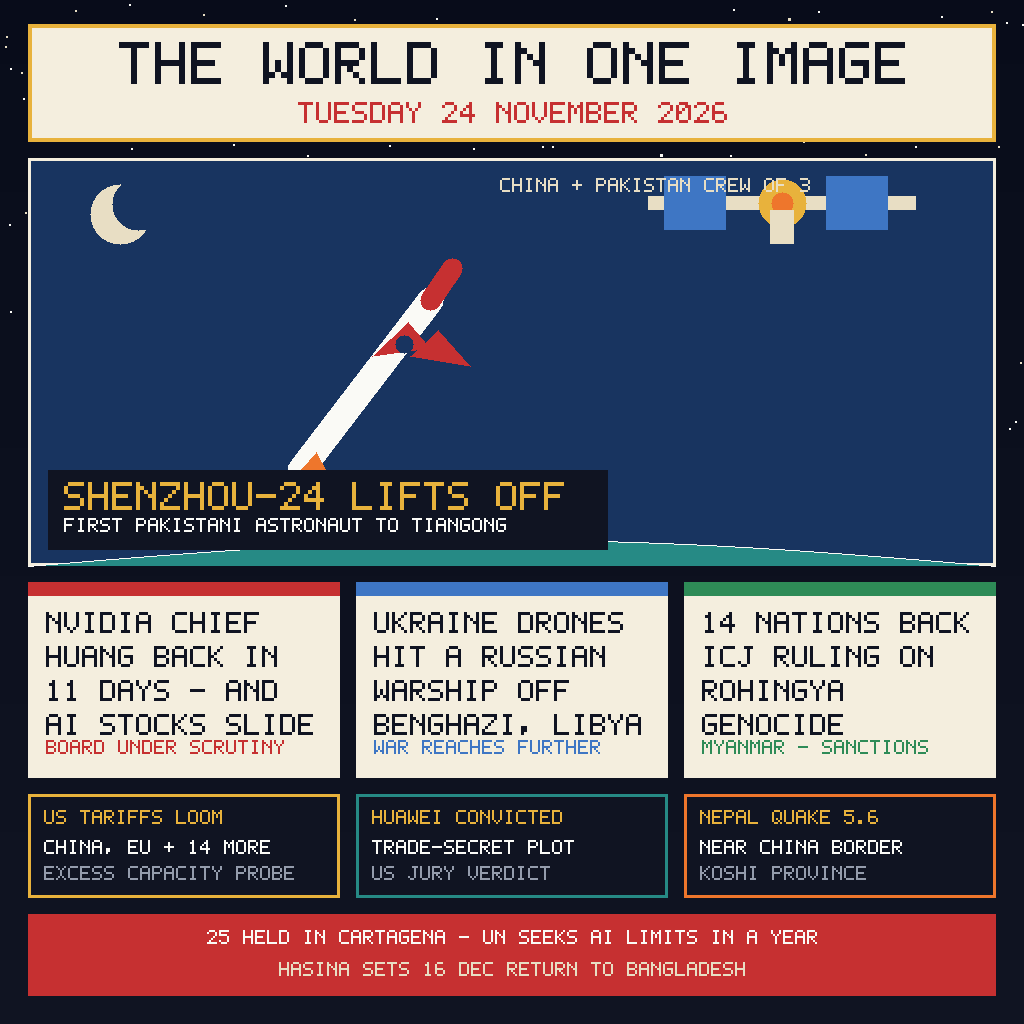 THE WORLD IN ONE IMAGE
TUESDAY 24 NOVEMBER 2026
CHINA + PAKISTAN CREW OF 3
SHENZHOU-24 LIFTS OFF
FIRST PAKISTANI ASTRONAUT TO TIANGONG
NVIDIA CHIEF
HUANG BACK IN
11 DAYS - AND
AI STOCKS SLIDE
BOARD UNDER SCRUTINY
UKRAINE DRONES
HIT A RUSSIAN
WARSHIP OFF
BENGHAZI, LIBYA
WAR REACHES FURTHER
14 NATIONS BACK
ICJ RULING ON
ROHINGYA
GENOCIDE
MYANMAR - SANCTIONS
US TARIFFS LOOM
CHINA, EU + 14 MORE
EXCESS CAPACITY PROBE
HUAWEI CONVICTED
TRADE-SECRET PLOT
US JURY VERDICT
NEPAL QUAKE 5.6
NEAR CHINA BORDER
KOSHI PROVINCE
25 HELD IN CARTAGENA - UN SEEKS AI LIMITS IN A YEAR
HASINA SETS 16 DEC RETURN TO BANGLADESH